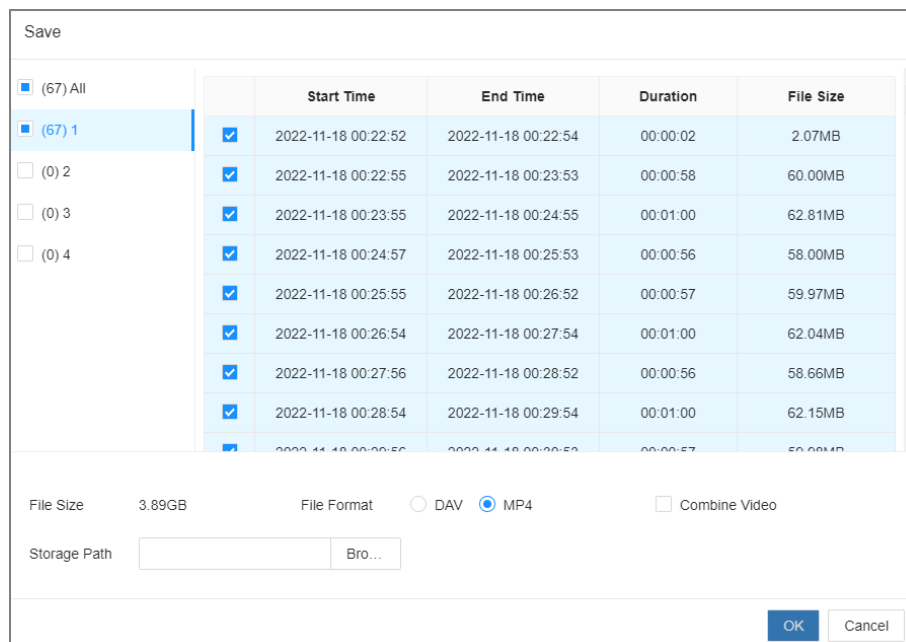 Save
(67) All
(67) 1
(0) 2
(0) 3
(0) 4
Start Time End Time Duration File Size
2022-11-18 00:22:52 2022-11-18 00:22:54 00:00:02 2.07MB
2022-11-18 00:22:55 2022-11-18 00:23:53 00:00:58 60.00MB
2022-11-18 00:23:55 2022-11-18 00:24:55 00:01:00 62.81MB
2022-11-18 00:24:57 2022-11-18 00:25:53 00:00:56 58.00MB
2022-11-18 00:25:55 2022-11-18 00:26:52 00:00:57 59.97MB
2022-11-18 00:26:54 2022-11-18 00:27:54 00:01:00 62.04MB
2022-11-18 00:27:56 2022-11-18 00:28:52 00:00:56 58.66MB
2022-11-18 00:28:54 2022-11-18 00:29:54 00:01:00 62.15MB
File Size 3.89GB File Format DAV MP4 Combine Video
Storage Path Bro...
OK Cancel